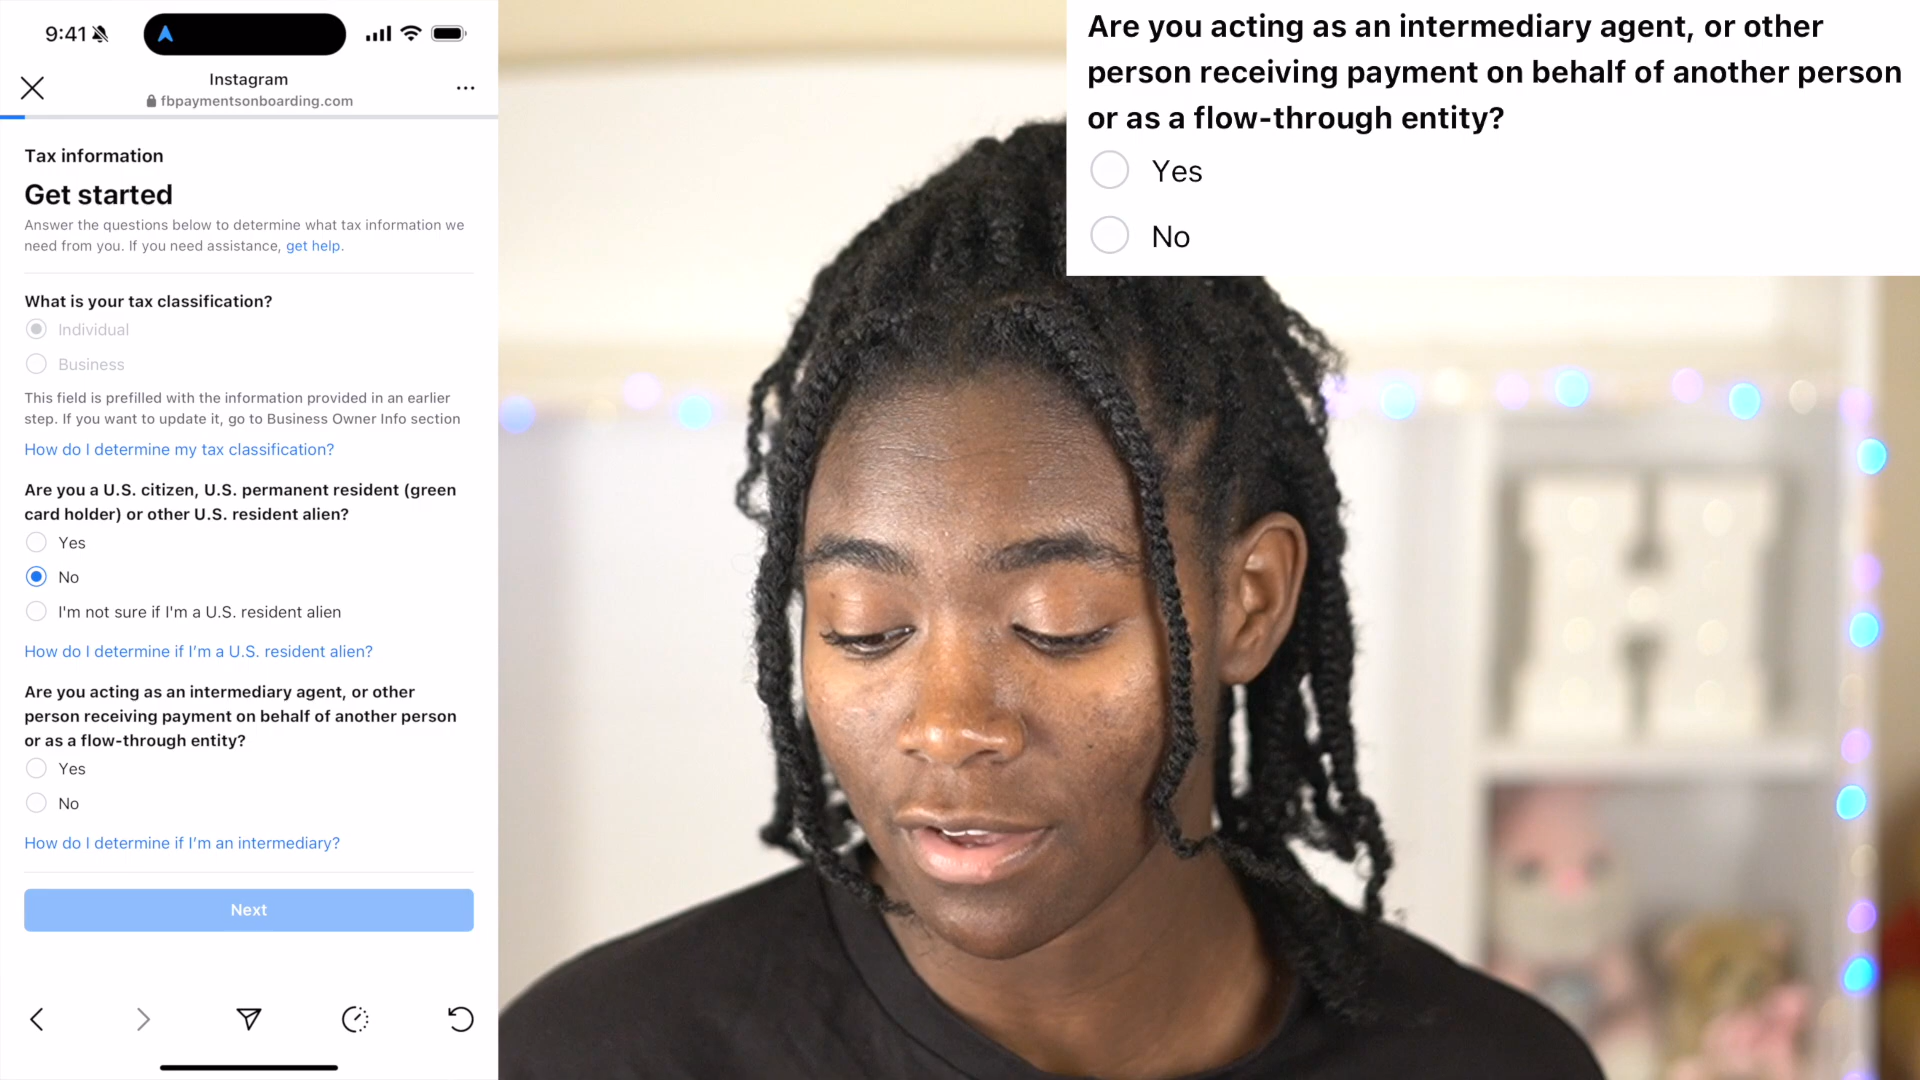 9:41
Instagram
fbpaymentsonboarding.com
Tax information
Get started
Answer the questions below to determine what tax information we
need from you. If you need assistance, get help.
What is your tax classification?
Individual
Business
This field is prefilled with the information provided in an earlier
step. If you want to update it, go to Business Owner Info section
How do I determine my tax classification?
Are you a U.S. citizen, U.S. permanent resident (green
card holder) or other U.S. resident alien?
Yes
No
I'm not sure if I'm a U.S. resident alien
How do I determine if I’m a U.S. resident alien?
Are you acting as an intermediary agent, or other
person receiving payment on behalf of another person
or as a flow-through entity?
Yes
No
How do I determine if I’m an intermediary?
Next
Are you acting as an intermediary agent, or other
person receiving payment on behalf of another person
or as a flow-through entity?
Yes
No
H